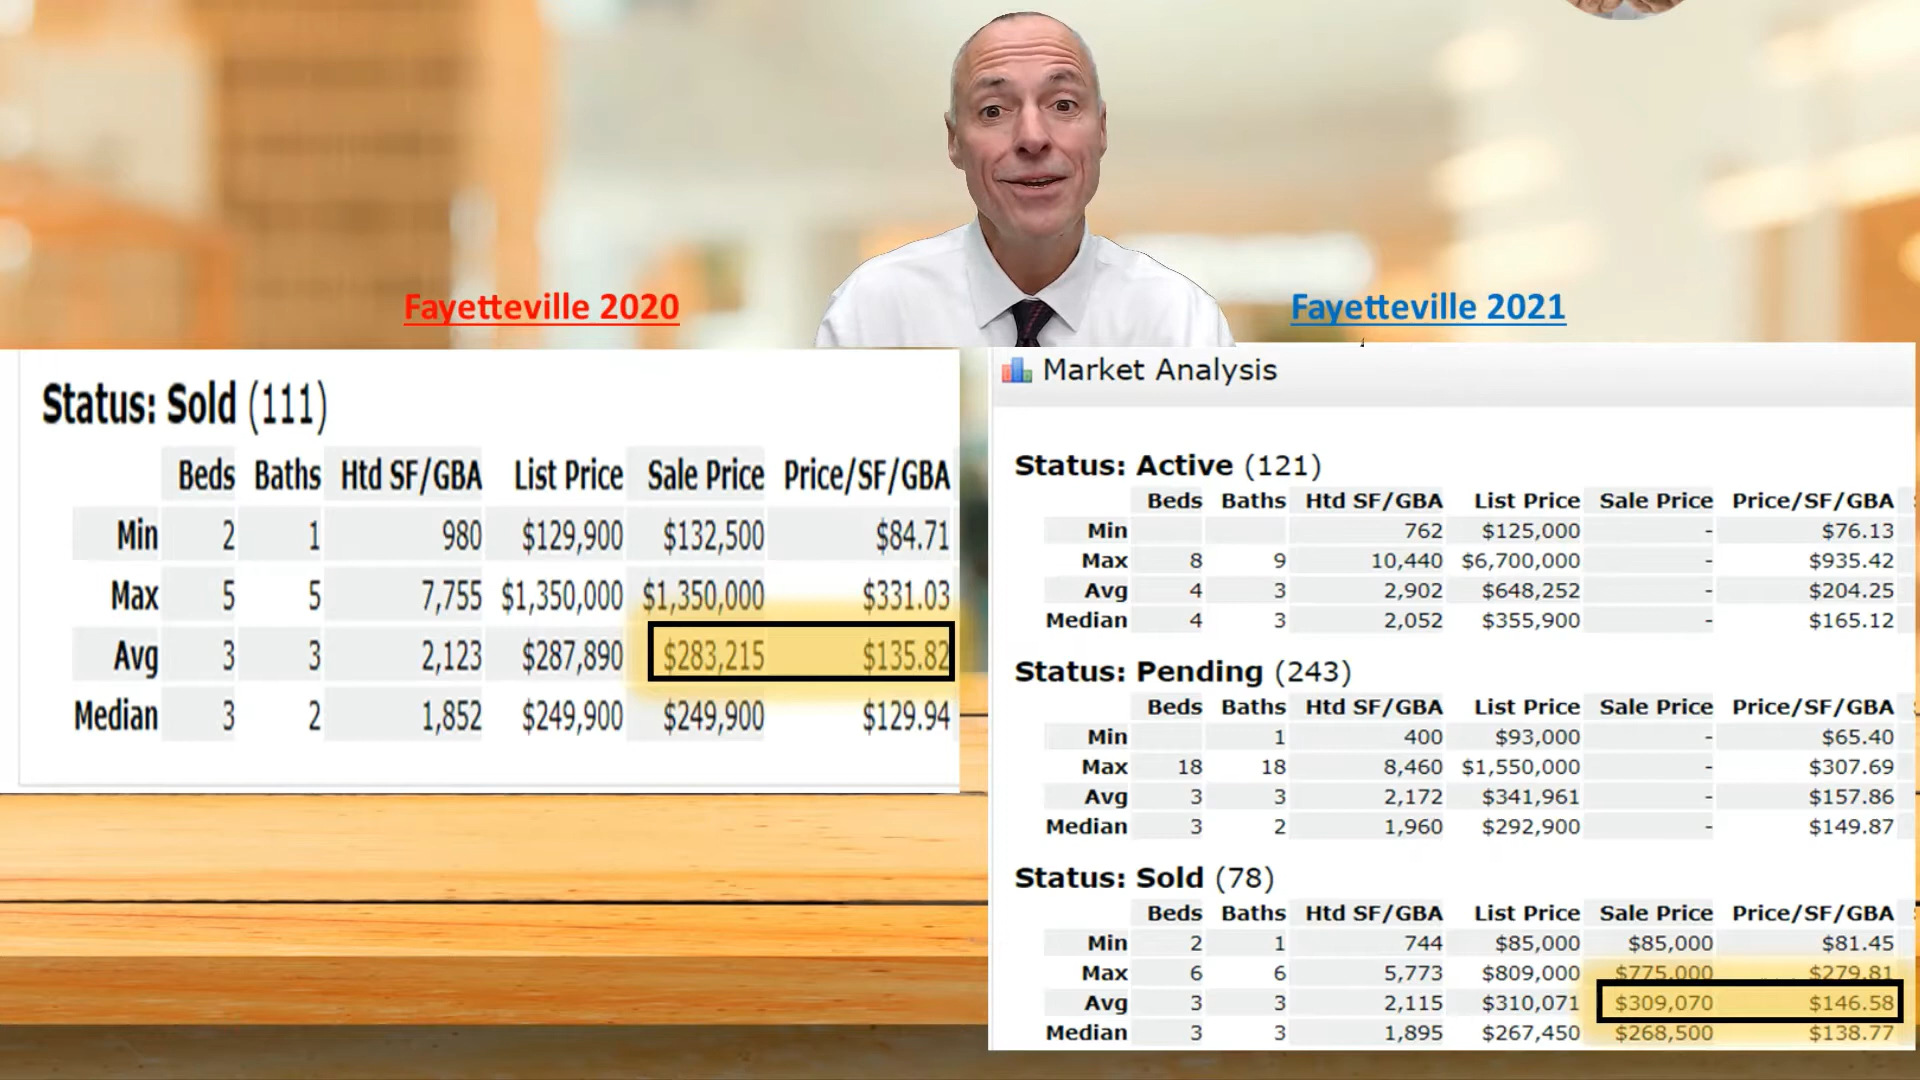 Fayetteville 2020
Status: Sold (111)
Beds Baths Htd SF/GBA List Price Sale Price Price/SF/GBA
Min 2 1 980 $129,900 $132,500 $84.71
Max 5 5 7,755 $1,350,000 $1,350,000 $331.03
Avg 3 3 2,123 $287,890 $283,215 $135.82
Median 3 2 1,852 $249,900 $249,900 $129.94
Fayetteville 2021
Market Analysis
Status: Active (121)
Beds Baths Htd SF/GBA List Price Sale Price Price/SF/GBA
Min 762 $125,000 - $76.13
Max 8 9 10,440 $6,700,000 - $935.42
Avg 4 3 2,902 $648,252 - $204.25
Median 4 3 2,052 $355,900 - $165.12
Status: Pending (243)
Beds Baths Htd SF/GBA List Price Sale Price Price/SF/GBA
Min 1 400 $93,000 - $65.40
Max 18 18 8,460 $1,550,000 - $307.69
Avg 3 3 2,172 $341,961 - $157.86
Median 3 2 1,960 $292,900 - $149.87
Status: Sold (78)
Beds Baths Htd SF/GBA List Price Sale Price Price/SF/GBA
Min 2 1 744 $85,000 $85,000 $81.45
Max 6 6 5,773 $809,000 $775,000 $279.81
Avg 3 3 2,115 $310,071 $309,070 $146.58
Median 3 3 1,895 $267,450 $268,500 $138.77